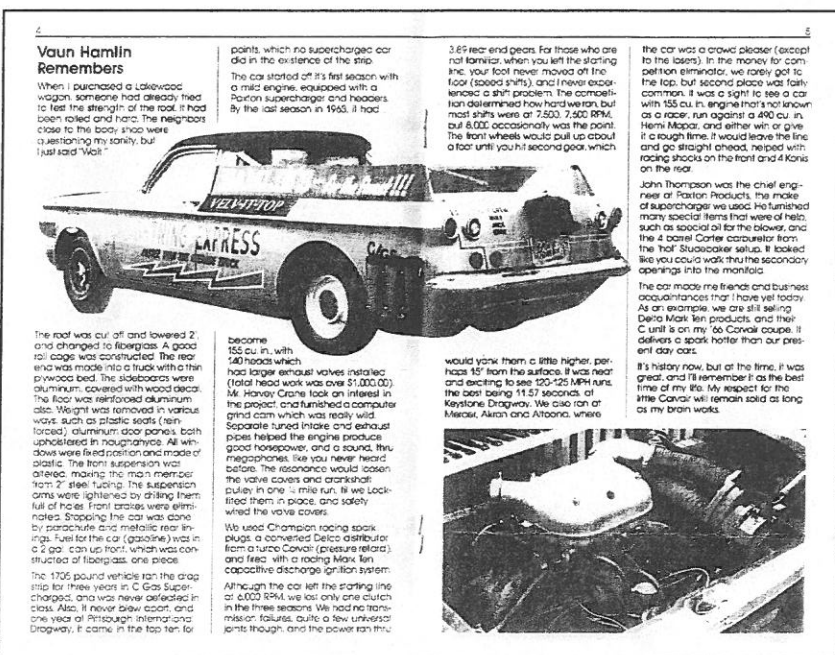 4
5
Vaun Hamlin
Remembers
When I purchased a Lakewood
wagon, someone had already tried
to test the strength of the roof. It had
been rolled and hard. The neighbors
close to the body shop were
questioning my sanity, but
I just said "Wait."
The roof was cut off and lowered 2",
and changed to fiberglass. A good
roll cage was constructed. The rear
end was made into a truck with a thin
plywood bed. The sideboards were
aluminum, covered with wood decal.
The floor was reinforced aluminum
also. Weight was removed in various
ways, such as plastic seats (rein-
forced) aluminum door panels, both
upholstered in naughahyde. All win-
dows were fixed position and made of
plastic. The front suspension was
altered, making the main member
from 2" steel tubing. The suspension
arms were lightened by drilling them
full of holes. Front brakes were elimi-
nated. Stopping the car was done
by parachute and metallic rear lin-
ings. Fuel for the car (gasoline) was in
a 2 gal. can up front, which was con-
structed of fiberglass, one piece.
The 1705 pound vehicle ran the drag
strip for three years in C Gas Super-
charged, and was never defeated in
class. Also, it never blew apart, and
one year at Pittsburgh International
Dragway, it came in the top ten for
points, which no supercharged car
did in the existence of the strip.
The car started off it's first season with
a mild engine, equipped with a
Paxton supercharger and headers.
By the last season in 1965, it had
become
155 cu. in., with
140 heads which
had larger exhaust valves installed
(total head work was over $1,000.00).
Mr. Harvey Crane took an interest in
the project, and furnished a computer
grind cam which was really wild.
Separate tuned intake and exhaust
pipes helped the engine produce
good horsepower, and a sound, thru
megaphones, like you never heard
before. The resonance would loosen
the valve covers and crankshaft
pulley in one ¼ mile run, til we Lock-
tited them in place, and safety
wired the valve covers.
We used Champion racing spark
plugs, a converted Delco distributor
from a turbo Corvair (pressure retard),
and fired with a racing Mark Ten
capacitive discharge ignition system.
Although the car left the starting line
at 6,000 RPM, we lost only one clutch
in the three seasons. We had no trans-
mission failures, quite a few universal
joints though, and the power ran thru
3.89 rear end gears. For those who are
not familiar, when you left the starting
line, your foot never moved off the
floor (speed shifts), and I never exper-
ienced a shift problem. The competi-
tion determined how hard we ran, but
most shifts were at 7,500, 7,600 RPM,
but 8,000 occasionally was the point.
The front wheels would pull up about
a foot until you hit second gear, which
would yank them a little higher, per-
haps 15" from the surface. It was neat
and exciting to see 120-125 MPH runs,
the best being 11.57 seconds, at
Keystone Dragway. We also ran at
Mercer, Akron and Altoona, where
the car was a crowd pleaser (except
to the losers). In the money for com-
petition eliminator, we rarely got to
the top, but second place was fairly
common. It was a sight to see a car
with 155 cu. in. engine that's not known
as a racer, run against a 490 cu. in.
Hemi Mopar, and either win or give
it a rough time. It would leave the line
and go straight ahead, helped with
racing shocks on the front and 4 Konis
on the rear.
John Thompson was the chief engi-
neer at Paxton Products, the make
of supercharger we used. He furnished
many special items that were of help,
such as special oil for the blower, and
the 4 barrel Carter carburetor from
the "hot" Studebaker setup. It looked
like you could walk thru the secondary
openings into the manifold.
The car made me friends and business
acquaintances that I have yet today.
As an example, we are still selling
Delta Mark Ten products, and their
C unit is on my '66 Corvair coupe. It
delivers a spark hotter than our pres-
ent day cars.
It's history now, but at the time, it was
great, and I'll remember it as the best
time of my life. My respect for the
little Corvair will remain solid as long
as my brain works.
VELV-IT-TOP
EXPRESS